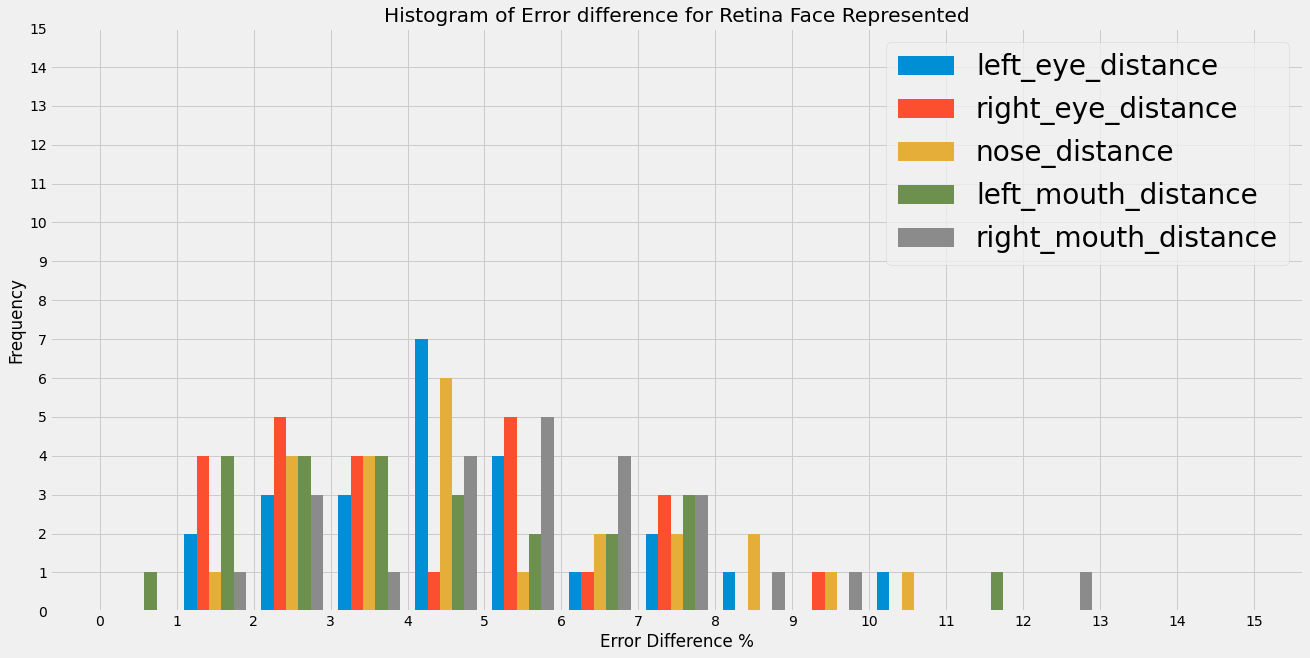 Histogram of Error difference for Retina Face Represented
left_eye_distance
right_eye_distance
nose_distance
left_mouth_distance
right_mouth_distance
Frequency
15
14
13
12
11
10
9
8
7
6
5
4
3
2
1
0
0 1 2 3 4 5 6 7 8 9 10 11 12 13 14 15
Error Difference %